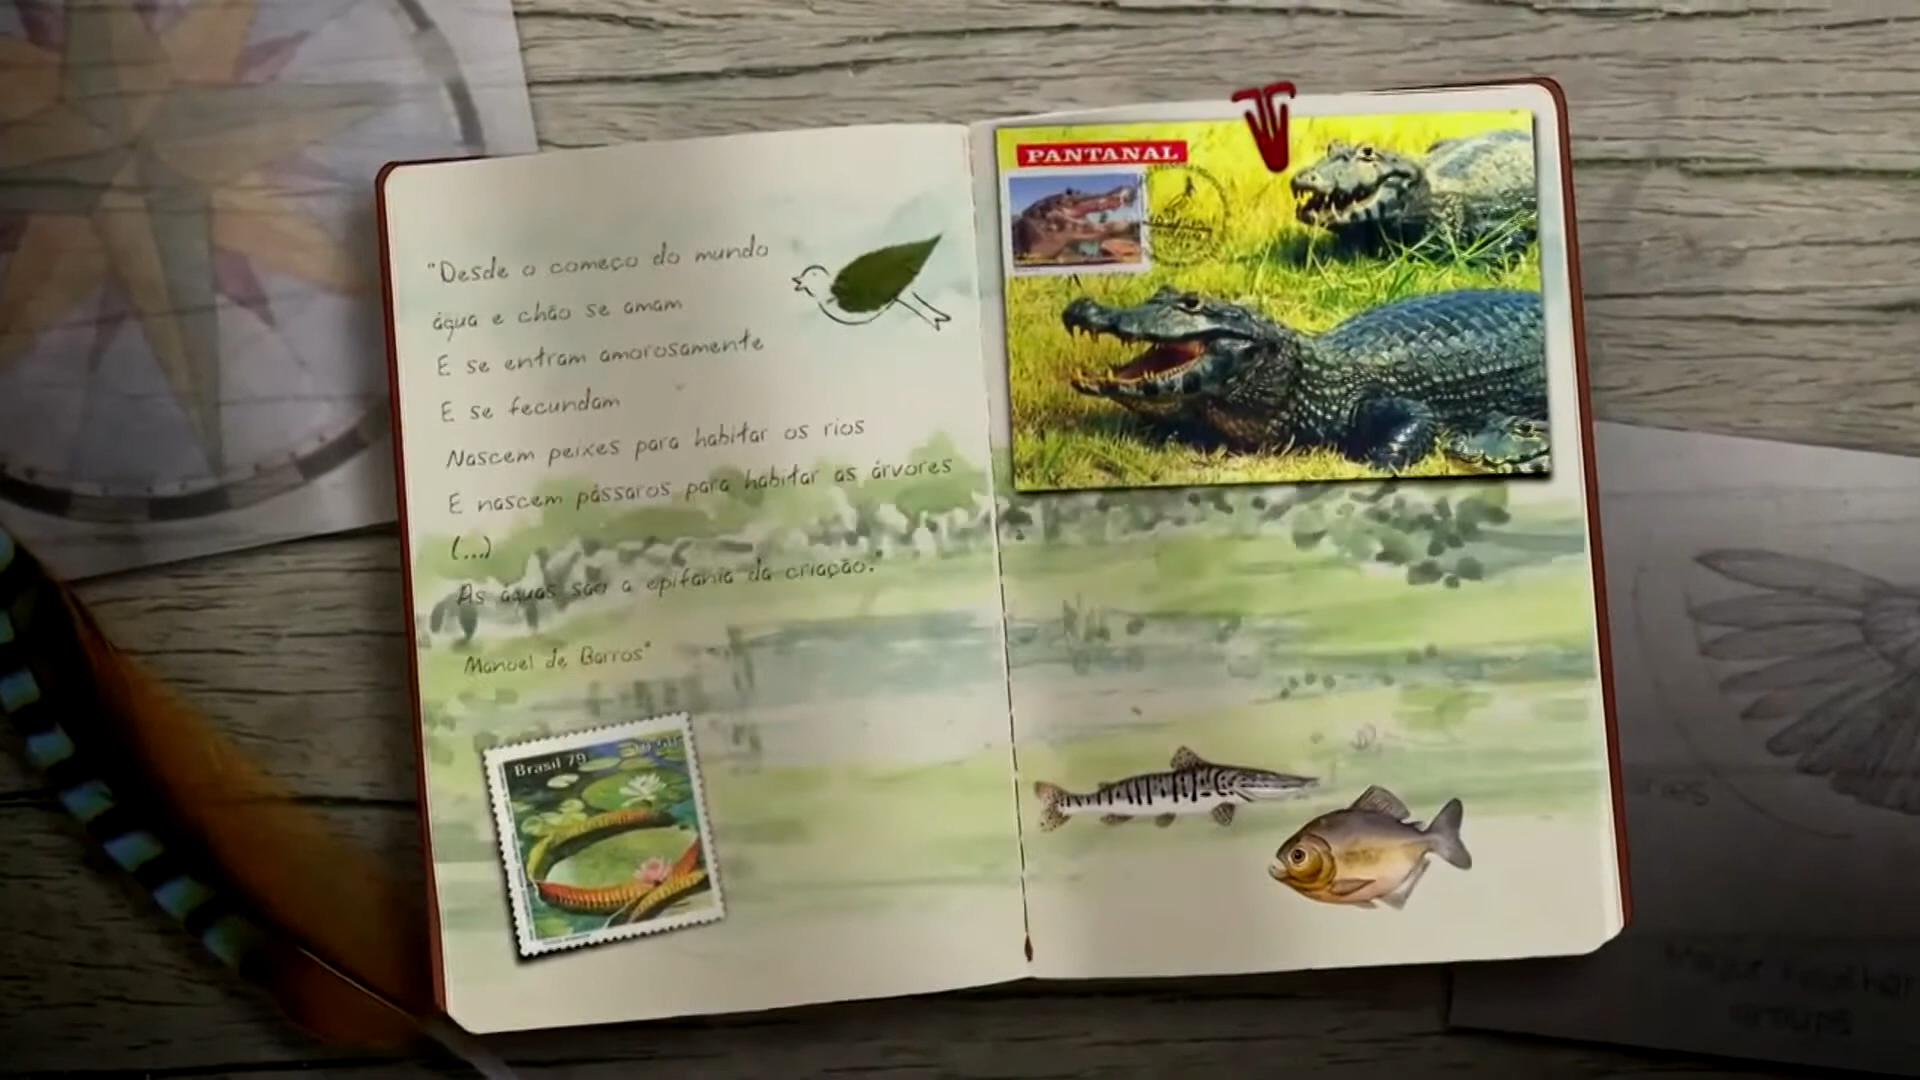 "Desde o começo do mundo
água e chão se amam
E se entram amorosamente
E se fecundam
Nascem peixes para habitar os rios
E nascem pássaros para habitar as árvores
(...)
As águas são a epifania da criação."
Manoel de Barros"
Brasil 79
PANTANAL